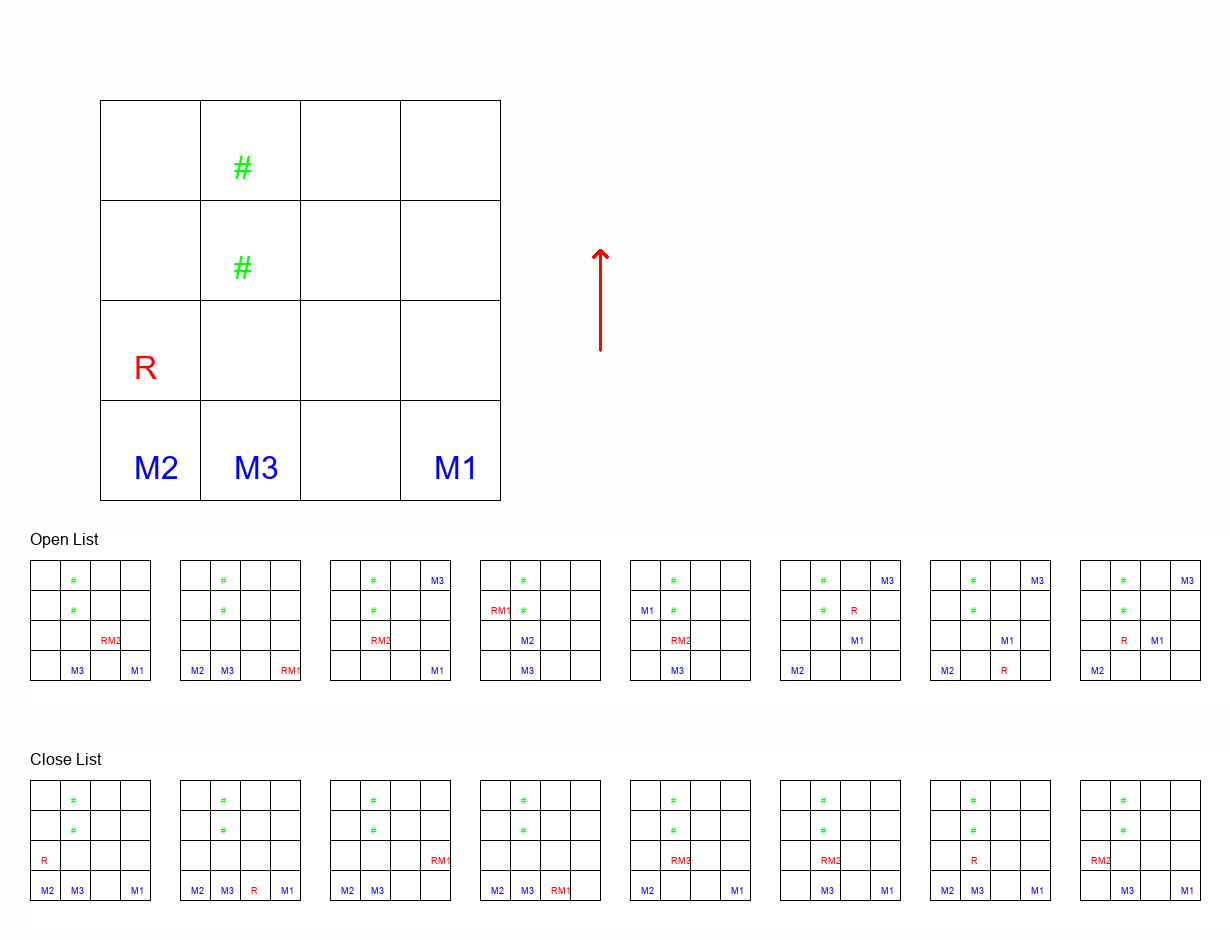 #
#
R
M2 M3 M1
Open List
# # # M3 # # # M3 # M3 # M3
# # # RM1 # M1 # # R # #
RM2 RM2 M2 RM2 M1 M1 R M1
M3 M1 M2 M3 RM1 M1 M3 M3 M2 M2 R M2
Close List
# # # # # # # #
# # # # # # # #
R RM1 RM3 RM2 R RM2
M2 M3 M1 M2 M3 R M1 M2 M3 M2 M3 RM1 M2 M1 M3 M1 M2 M3 M1 M3 M1